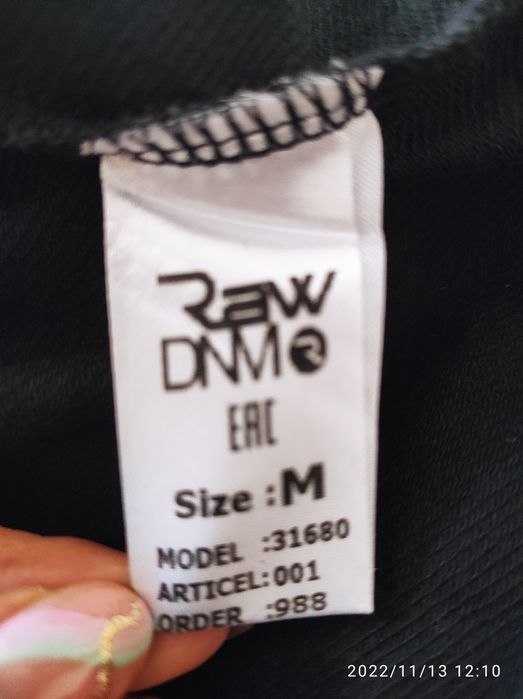 Raw
DNM R
EAC
Size :M
MODEL :31680
ARTICEL:001
ORDER :988
2022/11/13 12:10